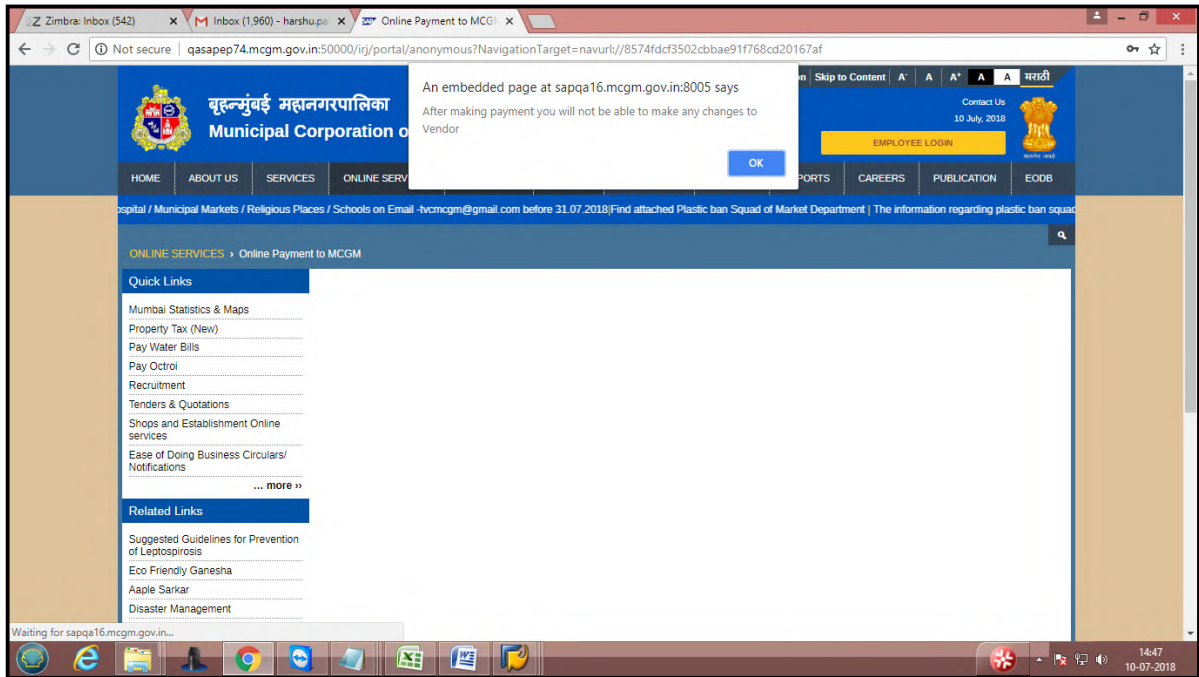 Zimbra: Inbox (542)
Inbox (1,960) - harshu.pa
Online Payment to MCG
Not secure | qasapep74.mcgm.gov.in:50000/irj/portal/anonymous?NavigationTarget=navurl://8574fdcf3502cbbae91f768cd20167af
An embedded page at sapqa16.mcgm.gov.in:8005 says
After making payment you will not be able to make any changes to
Vendor
OK
Skip to Content A- A A+ A A मराठी
बृहन्मुंबई महानगरपालिका
Municipal Corporation o
Contact Us
10 July, 2018
EMPLOYEE LOGIN
सत्यमेव जयते
HOME ABOUT US SERVICES ONLINE SERV PORTS CAREERS PUBLICATION EODB
ospital / Municipal Markets / Religious Places / Schools on Email -tvcmcgm@gmail.com before 31.07.2018|Find attached Plastic ban Squad of Market Department | The information regarding plastic ban squad
ONLINE SERVICES › Online Payment to MCGM
Quick Links
Mumbai Statistics & Maps
Property Tax (New)
Pay Water Bills
Pay Octroi
Recruitment
Tenders & Quotations
Shops and Establishment Online
services
Ease of Doing Business Circulars/
Notifications
... more ››
Related Links
Suggested Guidelines for Prevention
of Leptospirosis
Eco Friendly Ganesha
Aaple Sarkar
Disaster Management
Waiting for sapqa16.mcgm.gov.in...
14:47
10-07-2018